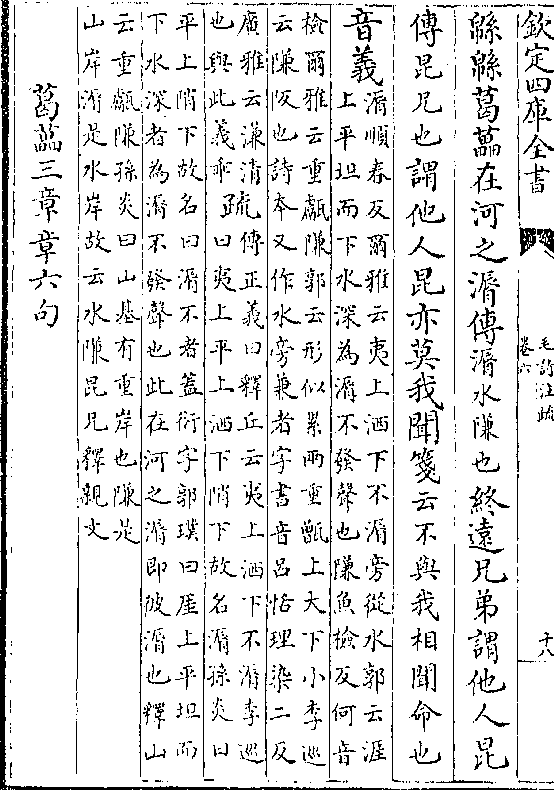 欽定四庫全書
毛詩注疏
卷六
十八
緜緜葛藟在河之漘傳漘水隒也終遠兄弟謂他人昆
傳昆兄也謂他人昆亦莫我聞箋云不與我相聞命也
音義
漘順春反爾雅云夷上洒下不漘旁從水郭云涯
上平坦而下水深為漘不發聲也隒魚檢反何音
檢爾雅云重甗隒郭云形似累兩重甑上大下小李巡
云隒阪也詩本又作水旁兼者字書音呂恬理染二反
廣雅云溓清
也與此義乖
疏傳正義曰釋丘云夷上洒下不漘李巡
曰夷上平上洒下陗下故名漘孫炎曰
平上陗下故名曰漘不者蓋衍字郭璞曰厓上平坦而
下水深者為漘不發聲也此在河之漘即彼漘也釋山
云重甗隒孫炎曰山基有重岸也隒是
山岸漘是水岸故云水隒昆兄釋親文
葛藟三章章六句